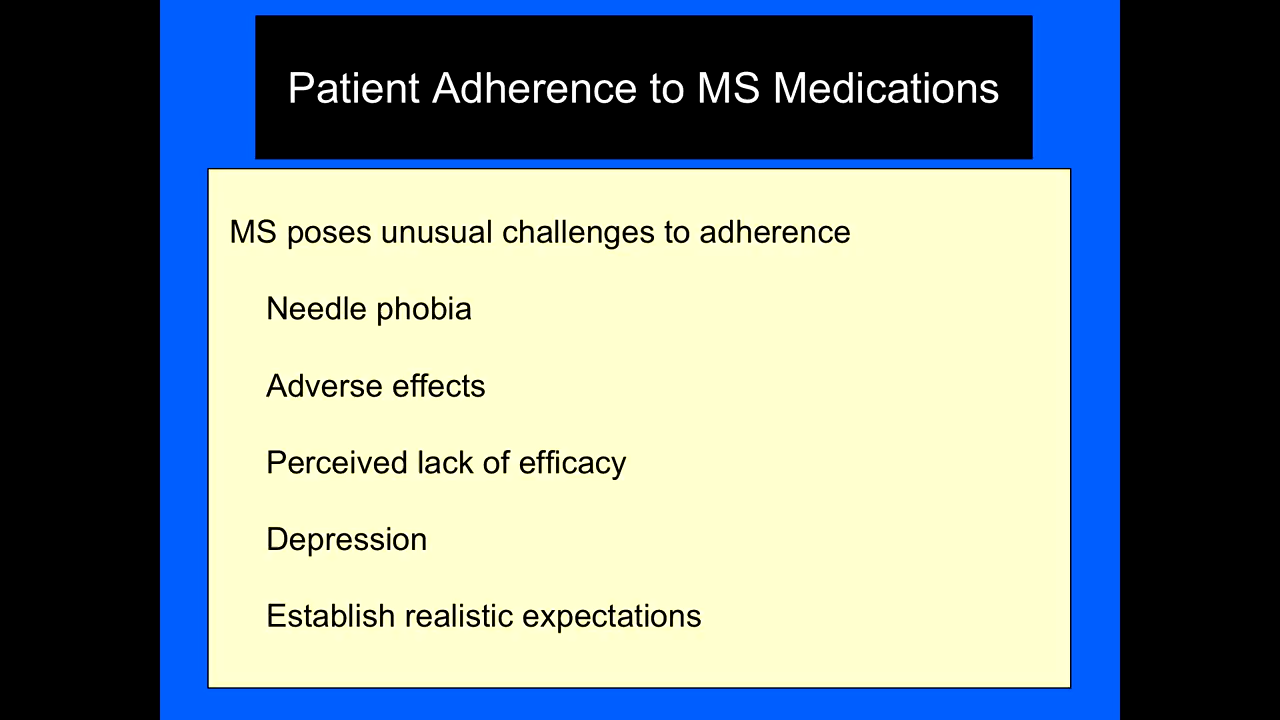 Patient Adherence to MS Medications
MS poses unusual challenges to adherence
Needle phobia
Adverse effects
Perceived lack of efficacy
Depression
Establish realistic expectations